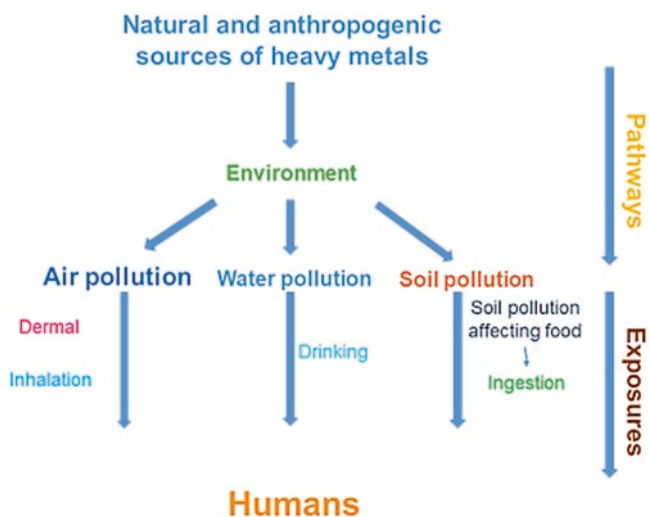 Natural and anthropogenic
sources of heavy metals
Environment
Pathways
Air pollution
Water pollution
Soil pollution
Dermal
Inhalation
Drinking
Soil pollution
affecting food
Ingestion
Exposures
Humans